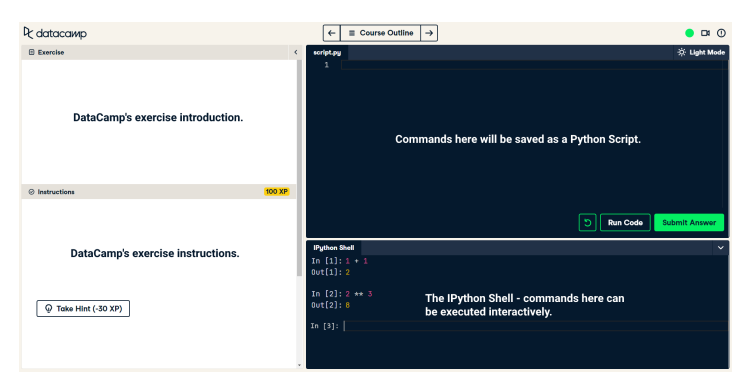 datacamp
Course Outline
Exercise
DataCamp's exercise introduction.
Instructions
100 XP
DataCamp's exercise instructions.
Take Hint (-30 XP)
script.py
Light Mode
1
Commands here will be saved as a Python Script.
Run Code
Submit Answer
IPython Shell
In [1]: 1 + 1
Out[1]: 2
In [2]: 2 ** 3
Out[2]: 8
In [3]:
The IPython Shell - commands here can
be executed interactively.